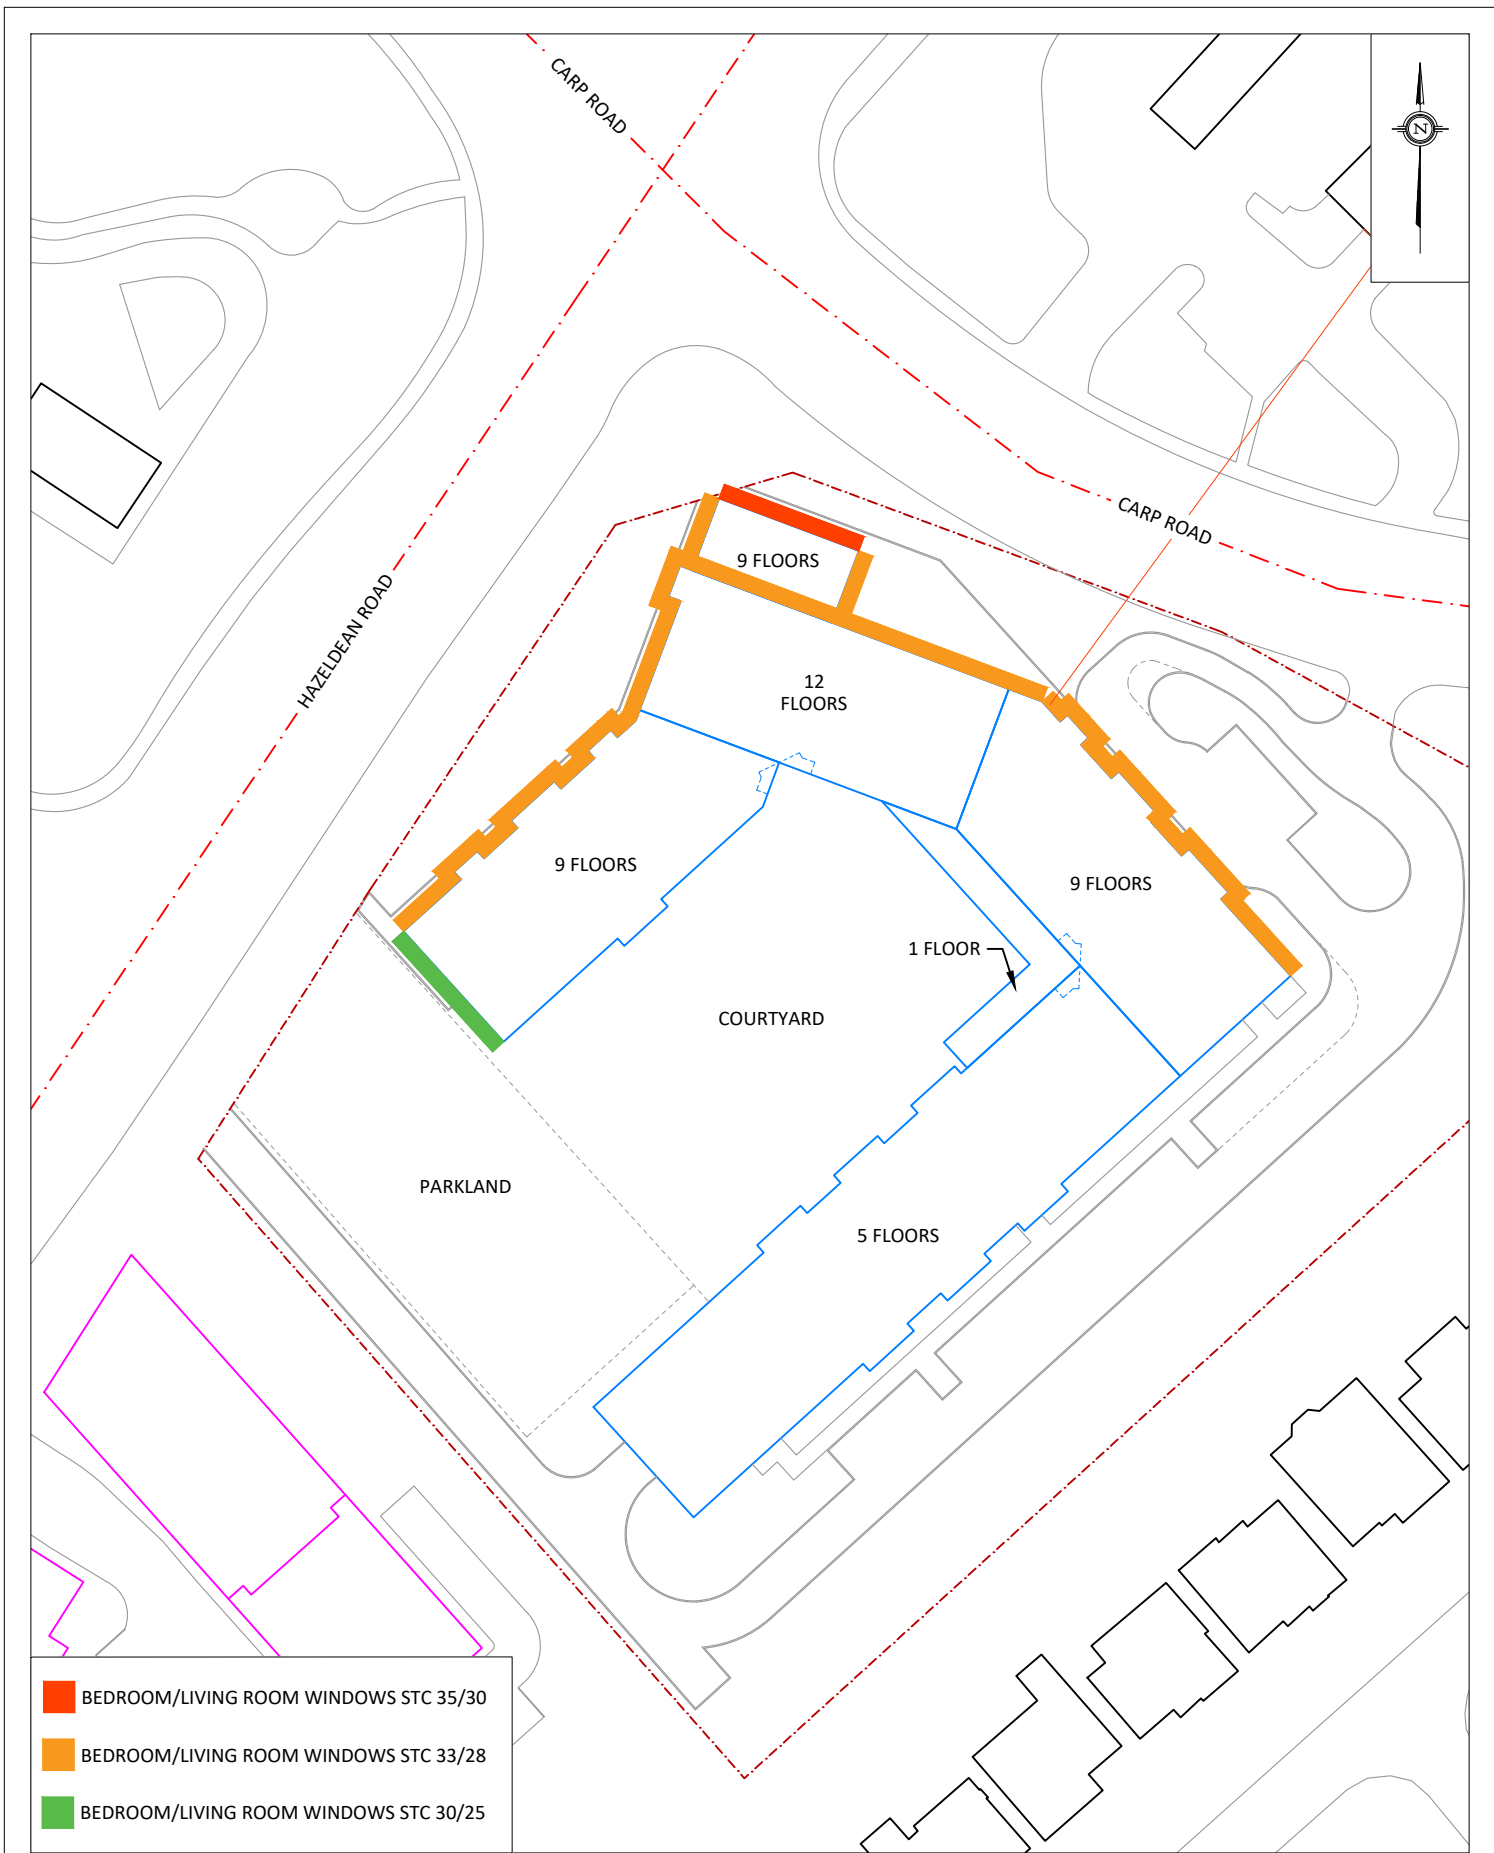 CARP ROAD
N
CARP ROAD
HAZELDEAN ROAD
9 FLOORS
12
FLOORS
9 FLOORS
9 FLOORS
1 FLOOR
COURTYARD
PARKLAND
5 FLOORS
BEDROOM/LIVING ROOM WINDOWS STC 35/30
BEDROOM/LIVING ROOM WINDOWS STC 33/28
BEDROOM/LIVING ROOM WINDOWS STC 30/25